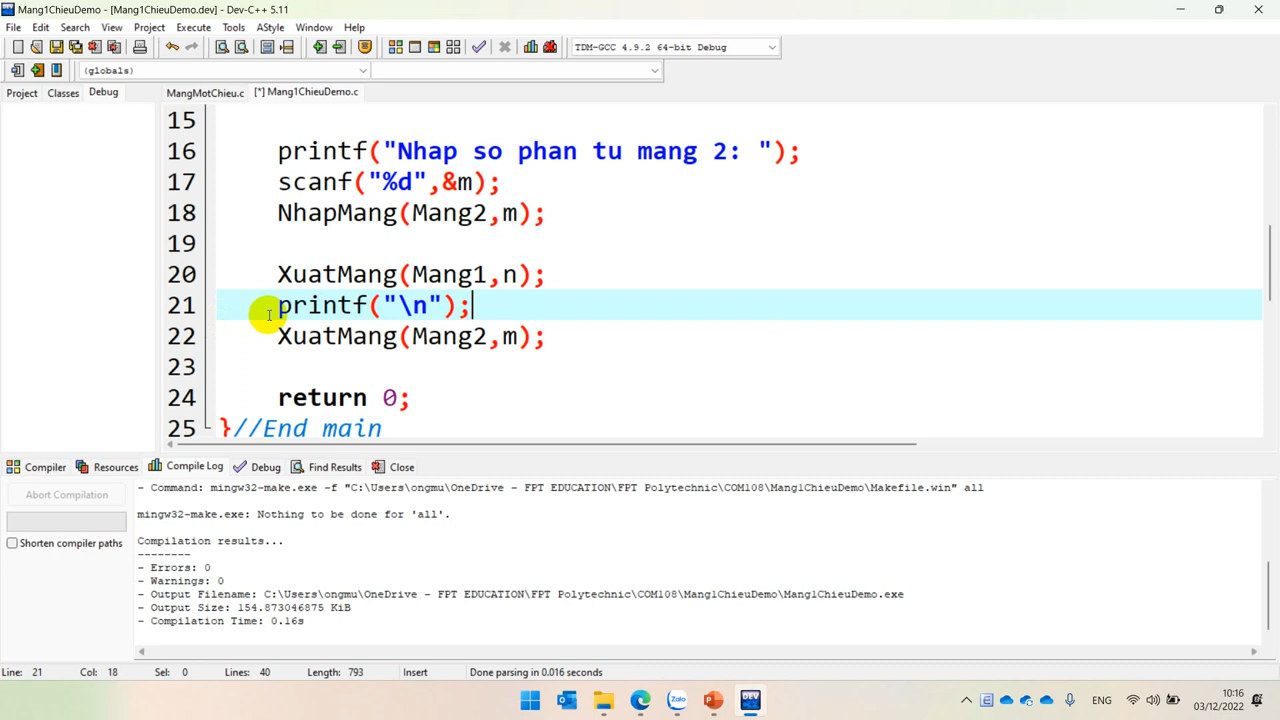 Mang1ChieuDemo - [Mang1ChieuDemo.dev] - Dev-C++ 5.11
File Edit Search View Project Execute Tools AStyle Window Help
TDM-GCC 4.9.2 64-bit Debug
(globals)
Project Classes Debug MangMotChieu.c [*] Mang1ChieuDemo.c
15
16 printf("Nhap so phan tu mang 2: ");
17 scanf("%d",&m);
18 NhapMang(Mang2,m);
19
20 XuatMang(Mang1,n);
21 printf("\n");
22 XuatMang(Mang2,m);
23
24 return 0;
25 }//End main
Compiler Resources Compile Log Debug Find Results Close
Abort Compilation
Shorten compiler paths
- Command: mingw32-make.exe -f "C:\Users\ongmu\OneDrive - FPT EDUCATION\FPT Polytechnic\COM108\Mang1ChieuDemo\Makefile.win" all
mingw32-make.exe: Nothing to be done for 'all'.
Compilation results...
--------
- Errors: 0
- Warnings: 0
- Output Filename: C:\Users\ongmu\OneDrive - FPT EDUCATION\FPT Polytechnic\COM108\Mang1ChieuDemo\Mang1ChieuDemo.exe
- Output Size: 154.873046875 KiB
- Compilation Time: 0.16s
Line: 21 Col: 18 Sel: 0 Lines: 40 Length: 793 Insert Done parsing in 0.016 seconds
Zalo
DEV
ENG
10:16
03/12/2022